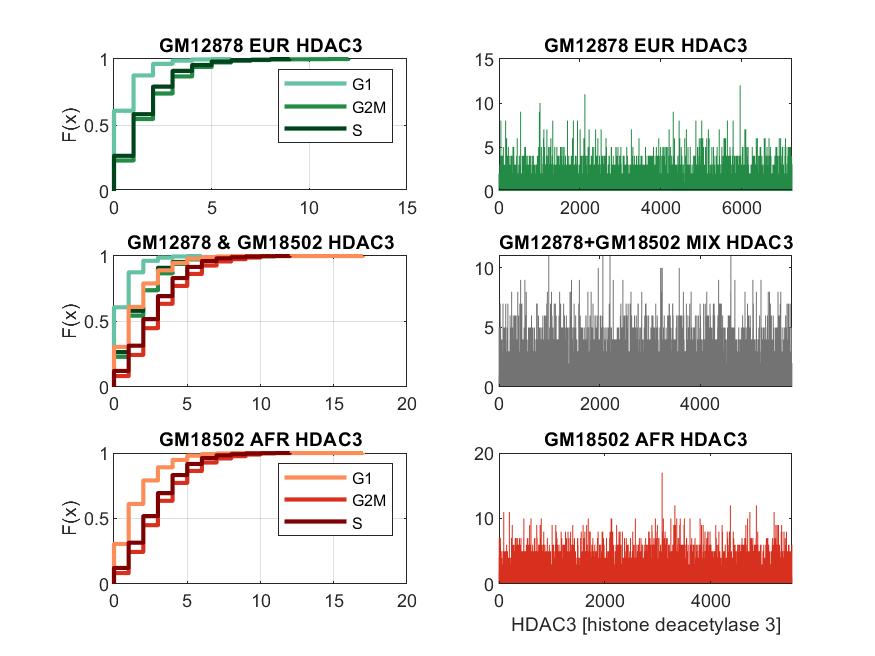 GM12878 EUR HDAC3
F(x)
1
0.5
0
0
5
10
15
G1
G2M
S
GM12878 EUR HDAC3
15
10
5
0
0
2000
4000
6000
GM12878 & GM18502 HDAC3
F(x)
1
0.5
0
0
5
10
15
20
GM12878+GM18502 MIX HDAC3
10
5
0
0
2000
4000
GM18502 AFR HDAC3
F(x)
1
0.5
0
0
5
10
15
20
G1
G2M
S
GM18502 AFR HDAC3
20
10
0
0
2000
4000
HDAC3 [histone deacetylase 3]